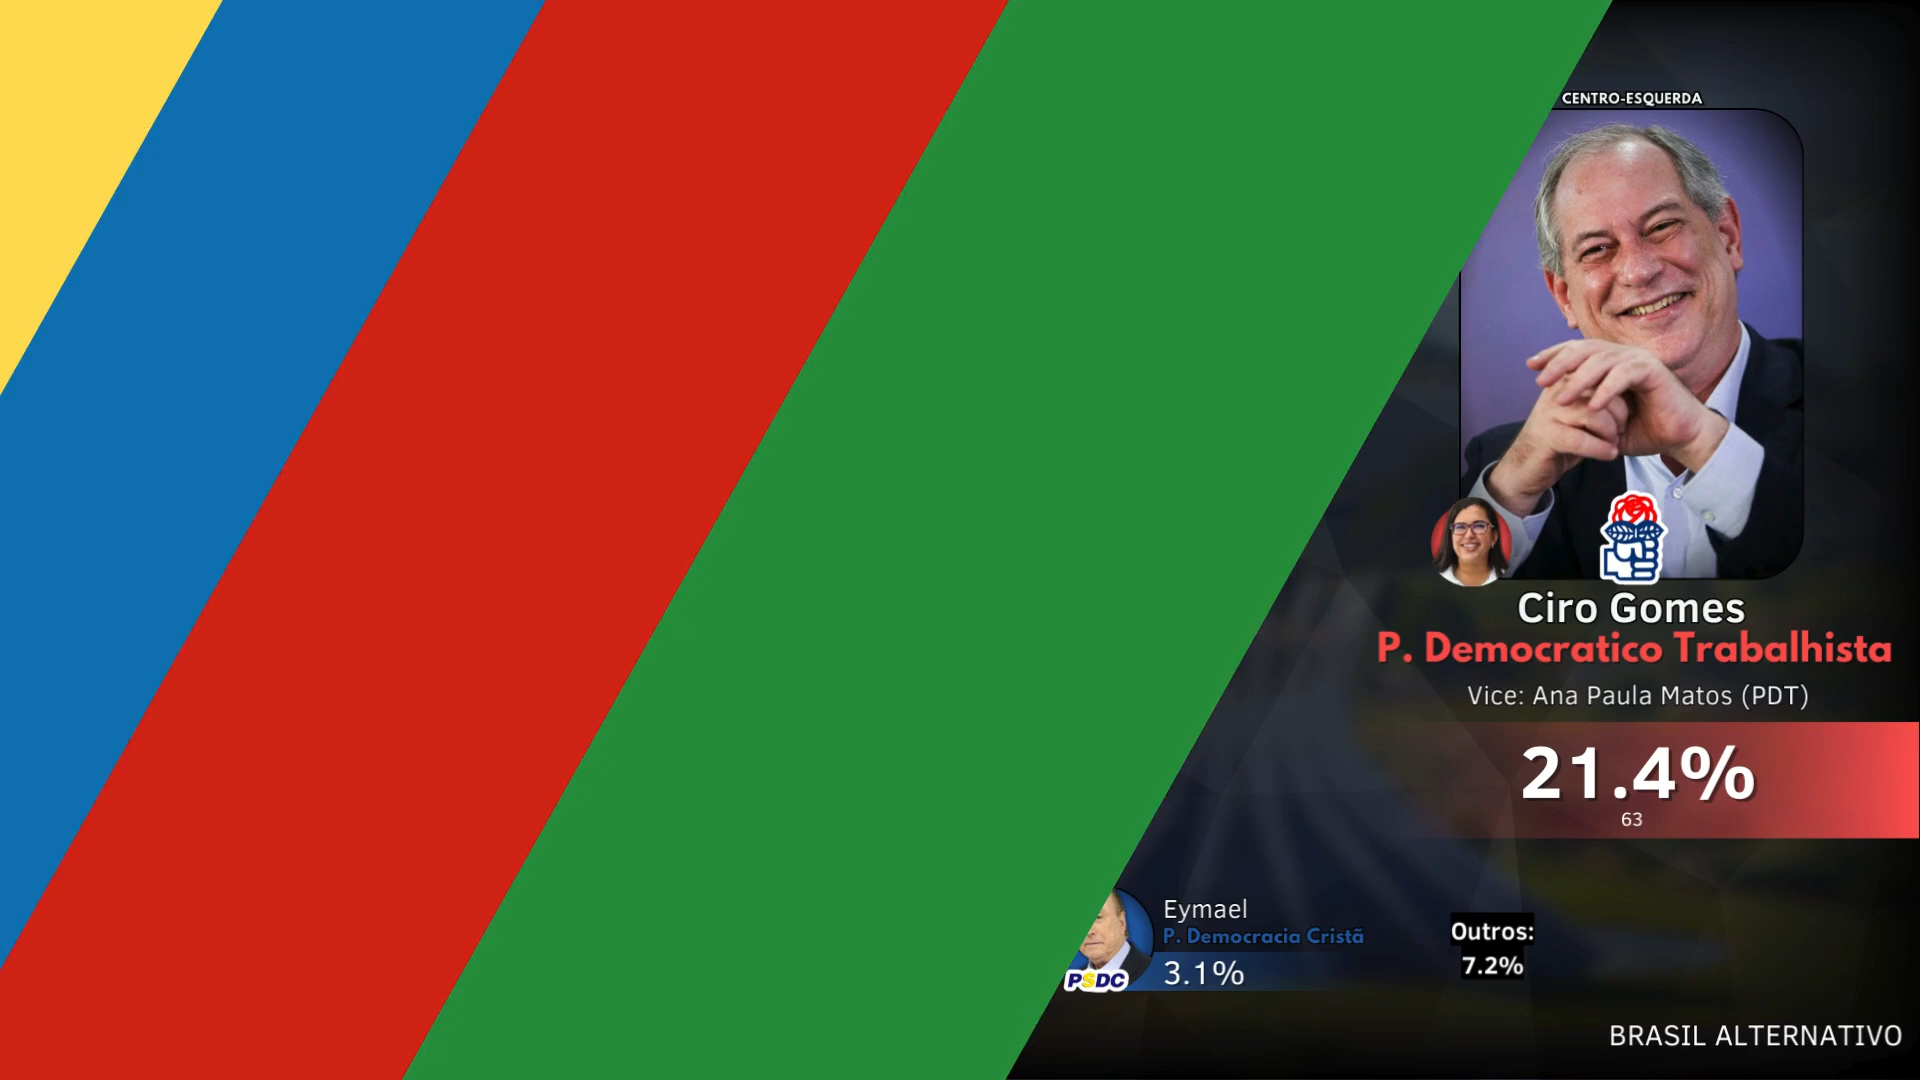 CENTRO-ESQUERDA
Ciro Gomes
P. Democratico Trabalhista
Vice: Ana Paula Matos (PDT)
21.4%
63
Eymael
P. Democracia Cristã
3.1%
PSDC
Outros:
7.2%
BRASIL ALTERNATIVO